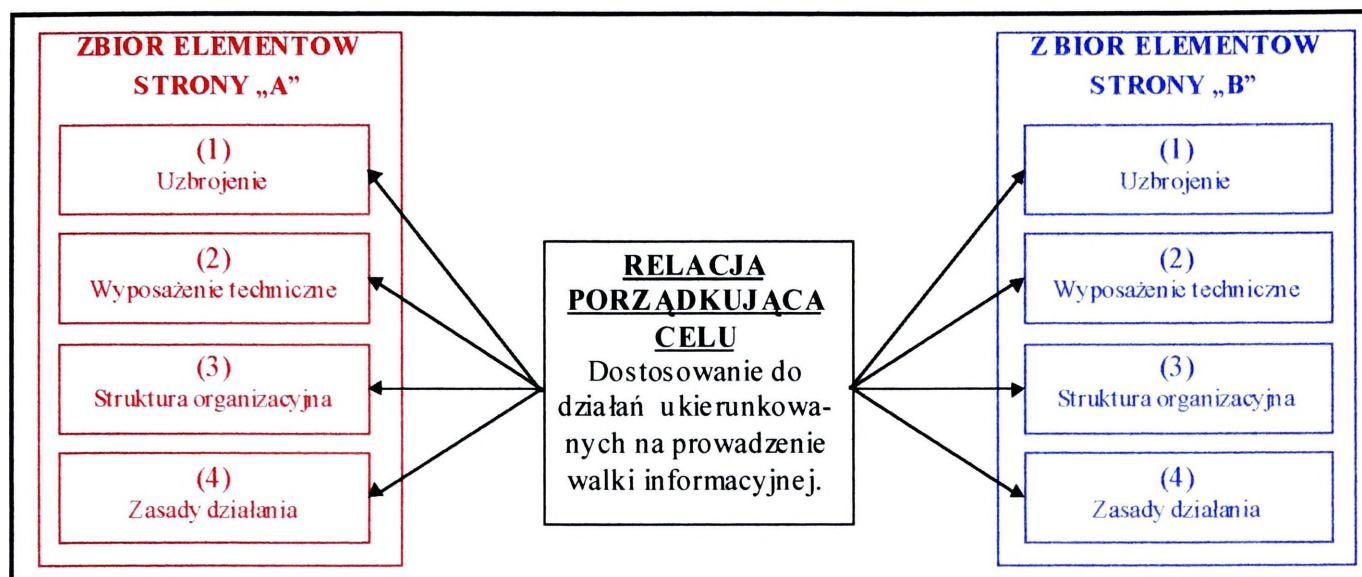 ZBIOR ELEMENTOW
STRONY „A”
(1)
Uzbrojenie
(2)
Wyposażenie techniczne
(3)
Struktura organizacyjna
(4)
Zasady działania
RELACJA
PORZĄDKUJĄCA
CELU
Dostosowanie do
działań ukierunkowa-
nych na prowadzenie
walki informacyjnej.
ZBIOR ELEMENTOW
STRONY „B”
(1)
Uzbrojenie
(2)
Wyposażenie techniczne
(3)
Struktura organizacyjna
(4)
Zasady działania